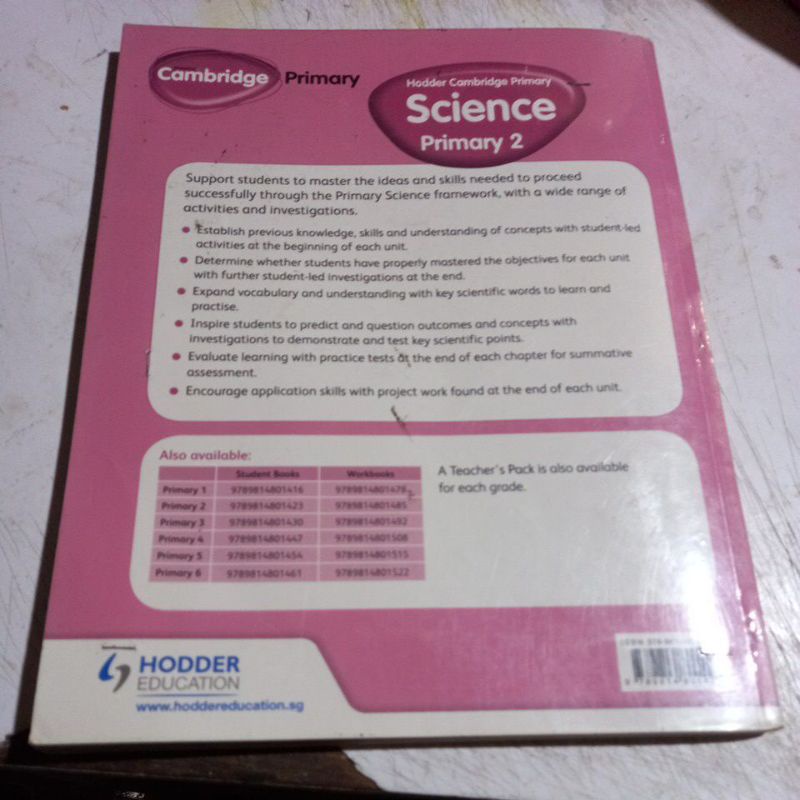 Cambridge Primary
Hodder Cambridge Primary
Science
Primary 2
Support students to master the ideas and skills needed to proceed
successfully through the Primary Science framework, with a wide range of
activities and investigations.
• Establish previous knowledge, skills and understanding of concepts with student-led
activities at the beginning of each unit.
• Determine whether students have properly mastered the objectives for each unit
with further student-led investigations at the end.
• Expand vocabulary and understanding with key scientific words to learn and
practise.
• Inspire students to predict and question outcomes and concepts with
investigations to demonstrate and test key scientific points.
• Evaluate learning with practice tests at the end of each chapter for summative
assessment.
• Encourage application skills with project work found at the end of each unit.
Also available:
Student Books Workbooks
Primary 1 9789814801416 9789814801478
Primary 2 9789814801423 9789814801485
Primary 3 9789814801430 9789814801492
Primary 4 9789814801447 9789814801508
Primary 5 9789814801454 9789814801515
Primary 6 9789814801461 9789814801522
A Teacher's Pack is also available
for each grade.
HODDER
EDUCATION
www.hoddereducation.sg